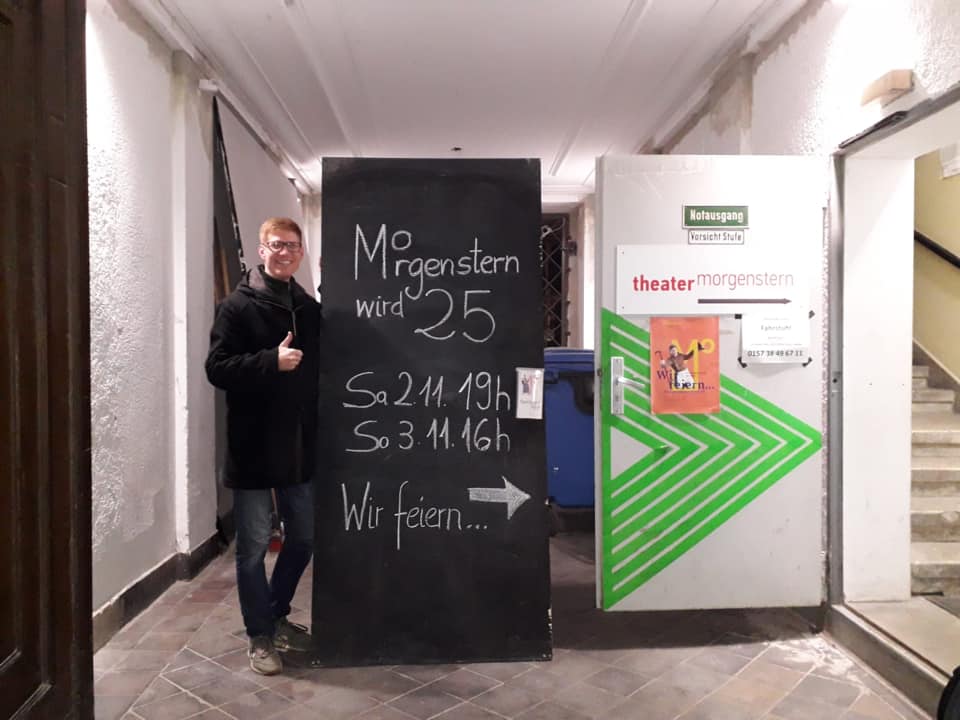 Morgenstern
wird 25
Sa 2.11. 19h
So 3.11. 16h
Wir feiern...
Notausgang
Vorsicht Stufe
theater morgenstern
Fahrstuhl
0157 38 49 67 11
MO
Wir
feiern...